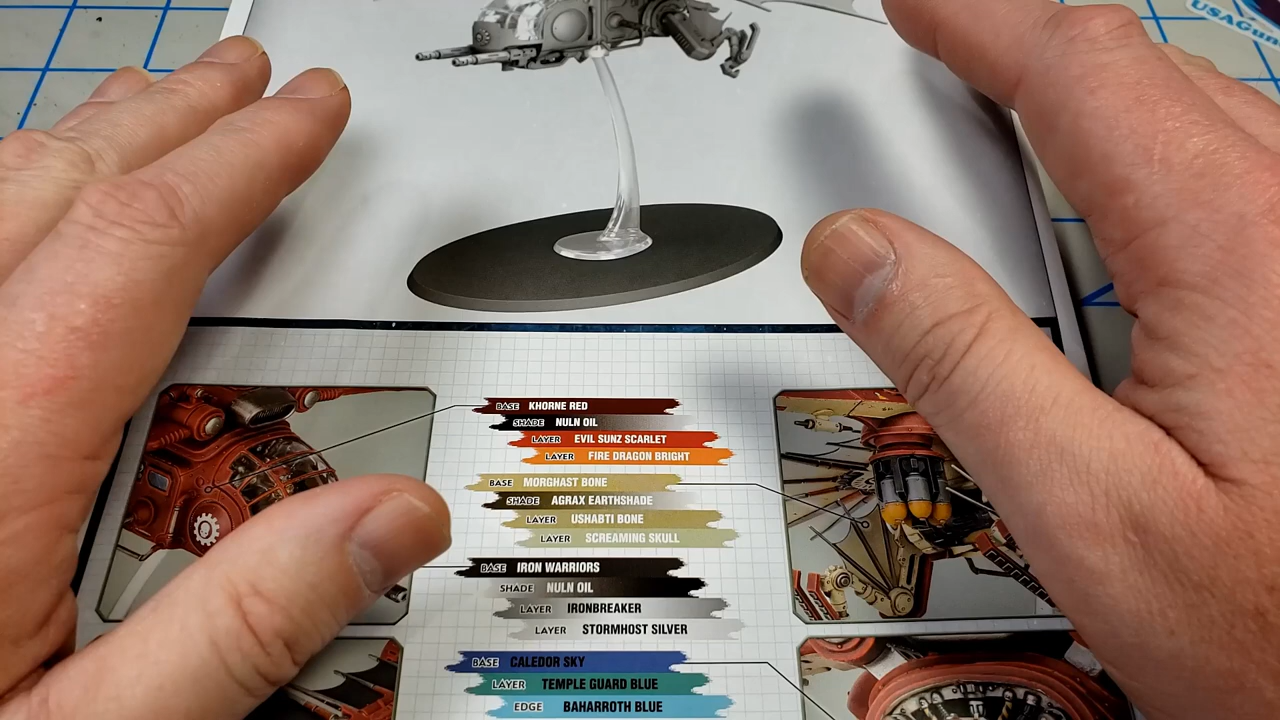 USAGun
BASE KHORNE RED
SHADE NULN OIL
LAYER EVIL SUNZ SCARLET
LAYER FIRE DRAGON BRIGHT
BASE MORGHAST BONE
SHADE AGRAX EARTHSHADE
LAYER USHABTI BONE
LAYER SCREAMING SKULL
BASE IRON WARRIORS
SHADE NULN OIL
LAYER IRONBREAKER
LAYER STORMHOST SILVER
BASE CALEDOR SKY
LAYER TEMPLE GUARD BLUE
EDGE BAHARROTH BLUE